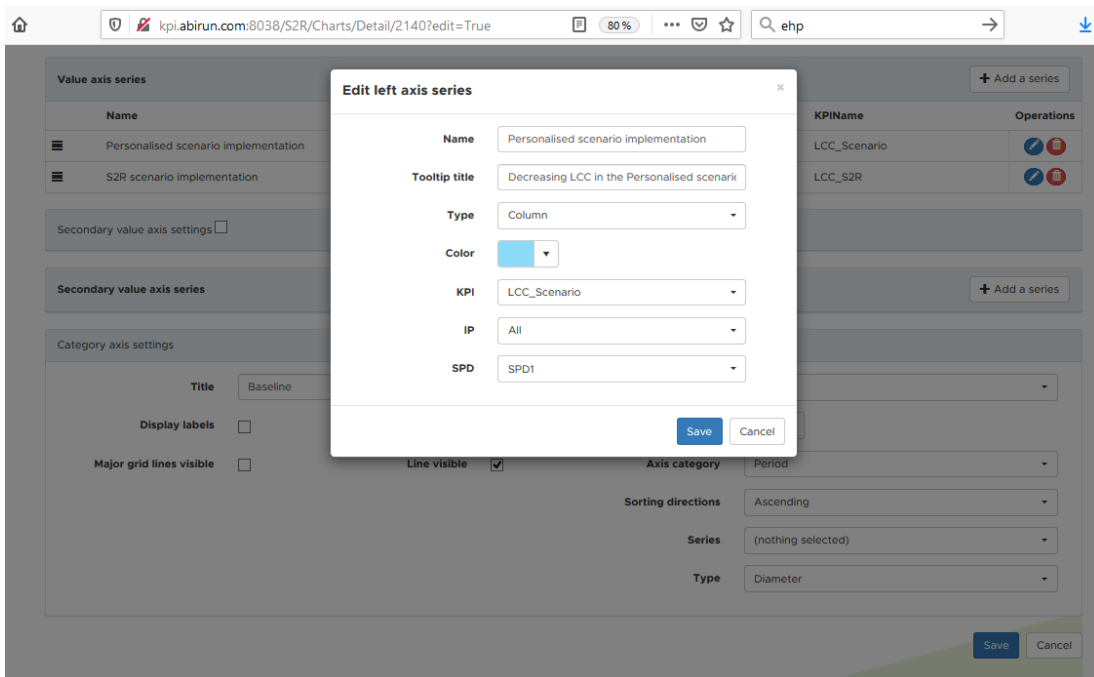 kpi.abirun.com:8038/S2R/Charts/Detail/2140?edit=True
80%
ehp
Value axis series
+ Add a series
Name
KPIName
Operations
Personalised scenario implementation
LCC_Scenario
S2R scenario implementation
LCC_S2R
Secondary value axis settings
Secondary value axis series
+ Add a series
Category axis settings
Title
Baseline
Display labels
Major grid lines visible
Line visible
Axis category
Period
Sorting directions
Ascending
Series
(nothing selected)
Type
Diameter
Save
Cancel
Edit left axis series
×
Name
Personalised scenario implementation
Tooltip title
Decreasing LCC in the Personalised scenario
Type
Column
Color
KPI
LCC_Scenario
IP
All
SPD
SPD1
Save
Cancel